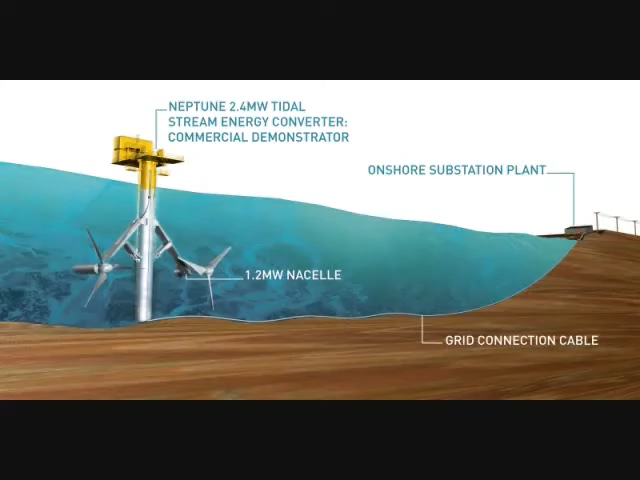 NEPTUNE 2.4MW TIDAL
STREAM ENERGY CONVERTER:
COMMERCIAL DEMONSTRATOR
ONSHORE SUBSTATION PLANT
1.2MW NACELLE
GRID CONNECTION CABLE